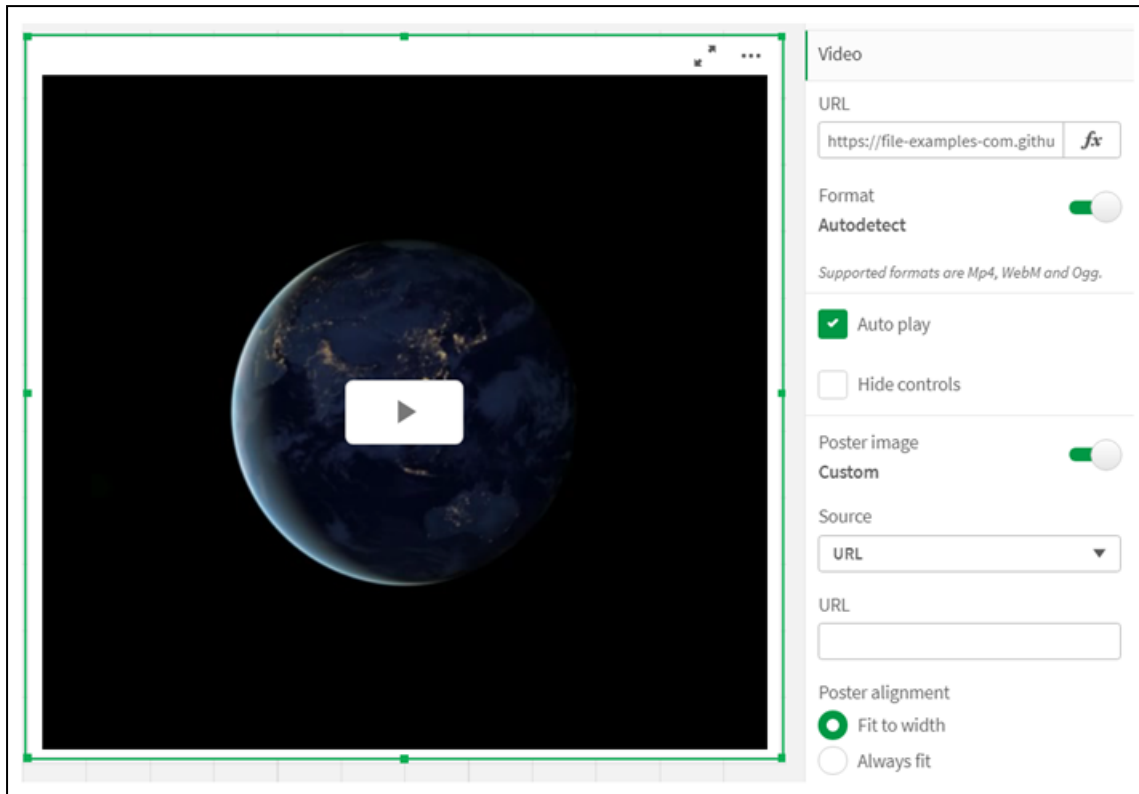 Video
URL
https://file-examples-com.githu
fx
Format
Autodetect
Supported formats are Mp4, WebM and Ogg.
Auto play
Hide controls
Poster image
Custom
Source
URL
URL
Poster alignment
Fit to width
Always fit